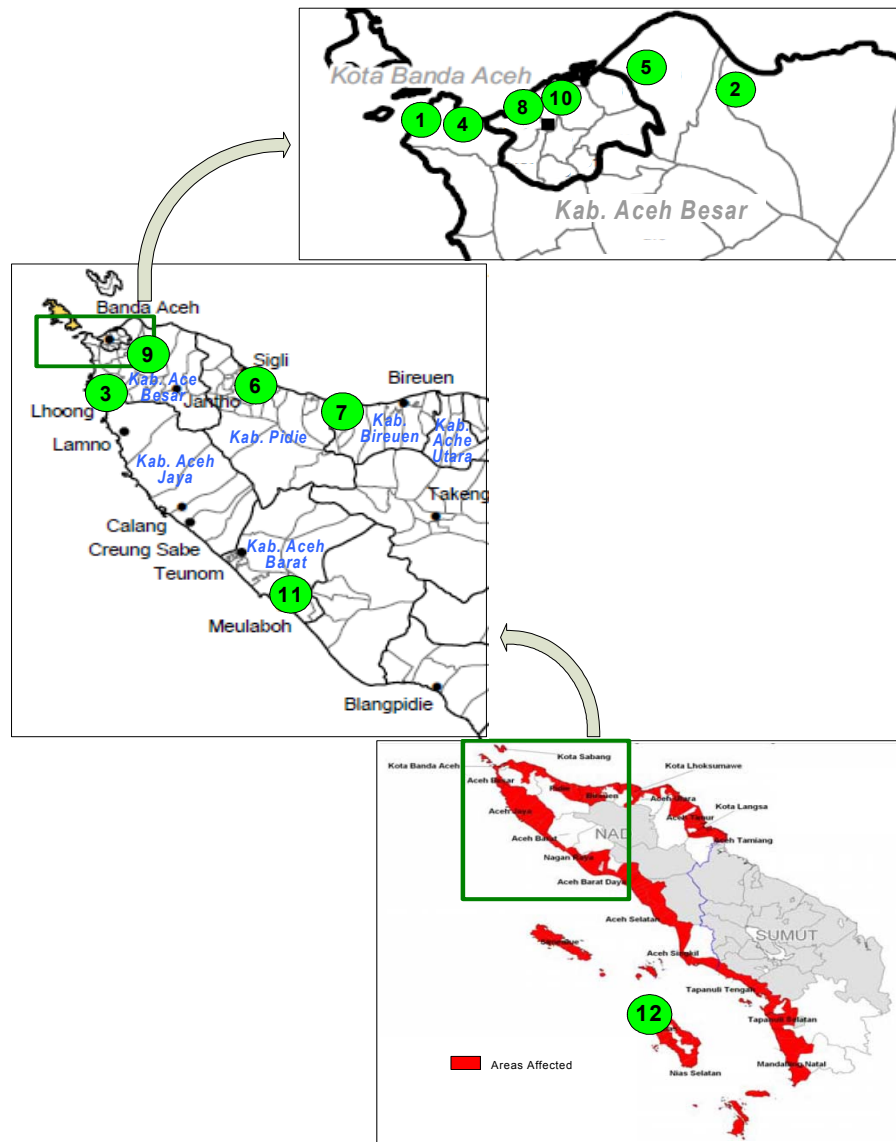 Kota Banda Aceh
5
2
10
8
1
4
Kab. Aceh Besar
Banda Aceh
9
Sigli
6
Bireuen
3
Kab. Ace
Besar
Jantho
7
Lhoong
Kab.
Bireuen
Kab.
Ache
Utara
Kab. Pidie
Lamno
Kab. Aceh
Jaya
Takeng
Calang
Creung Sabe
Kab. Aceh
Barat
Teunom
11
Meulaboh
Blangpidie
Kota Sabang
Kota Banda Aceh
Kota Lhoksumawe
Aceh Besar
Pidie
Bireuen
Aceh Utara
Kota Langsa
Aceh Jaya
Aceh Timur
Aceh Barat
NAD
Aceh Tamiang
Nagan Raya
Aceh Barat Daya
Aceh Selatan
SUMUT
Simeulue
Aceh Singkil
Tapanuli Tengah
12
Tapanuli Selatan
Mandailing Natal
Nias Selatan
Areas Affected